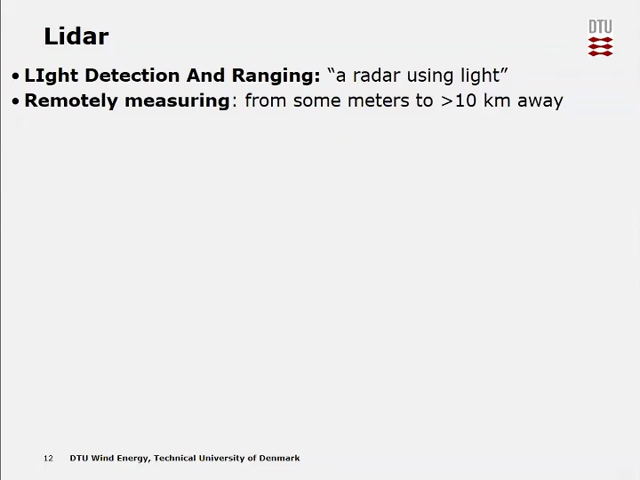 Lidar
DTU
• LIght Detection And Ranging: “a radar using light”
• Remotely measuring: from some meters to >10 km away
12 DTU Wind Energy, Technical University of Denmark